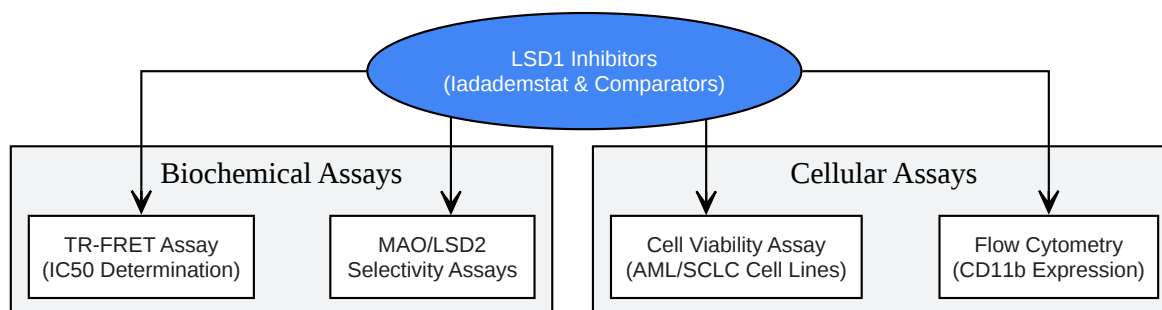 LSD1 Inhibitors
(Iadademstat & Comparators)
Biochemical Assays
Cellular Assays
TR-FRET Assay
(IC50 Determination)
MAO/LSD2
Selectivity Assays
Cell Viability Assay
(AML/SCLC Cell Lines)
Flow Cytometry
(CD11b Expression)